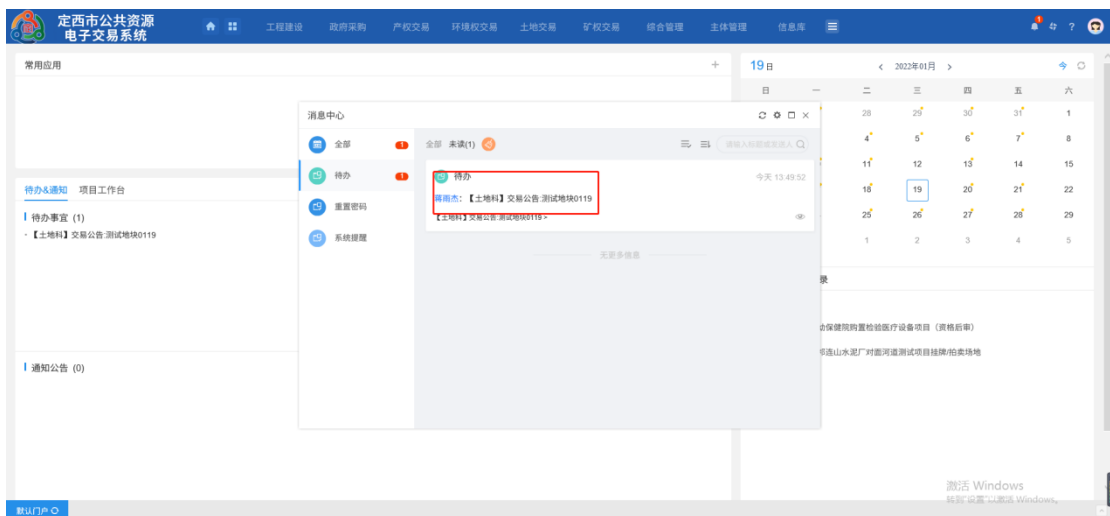 定西市公共资源
电子交易系统
工程建设 政府采购 产权交易 环境权交易 土地交易 矿权交易 综合管理 主体管理 信息库
1 ?
常用应用 +
19日 < 2022年01月 > 今
日 一 二 三 四 五 六
28 29 30 31 1
4 5 6 7 8
11 12 13 14 15
18 19 20 21 22
25 26 27 28 29
1 2 3 4 5
消息中心
全部 1
待办 1
重置密码
系统提醒
全部 未读(1)
请输入标题或发送人
待办 今天 13:49:52
蒋雨杰：【土地科】交易公告:测试地块0119
【土地科】交易公告:测试地块0119 >
无更多信息
待办&通知 项目工作台
待办事宜 (1)
· 【土地科】交易公告:测试地块0119
通知公告 (0)
录
幼保健院购置检验医疗设备项目（资格后审）
连山水泥厂对面河道测试项目挂牌/拍卖场地
激活 Windows
转到"设置"以激活 Windows。
默认门户